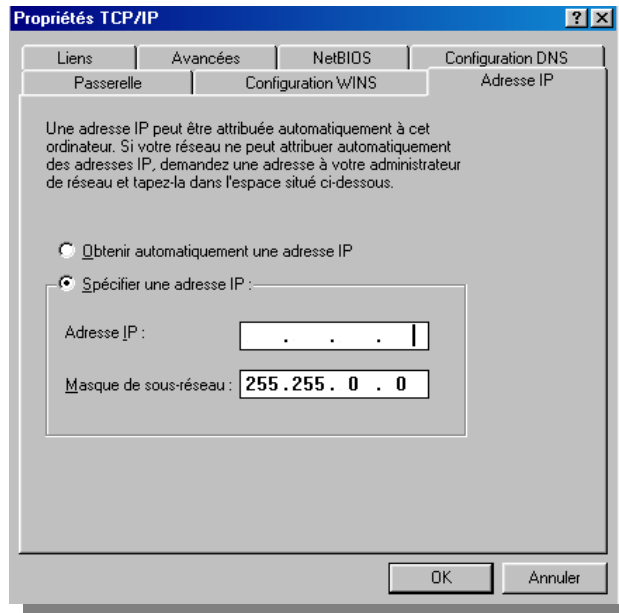 Propriétés TCP/IP
Liens Avancées NetBIOS Configuration DNS
Passerelle Configuration WINS Adresse IP
Une adresse IP peut être attribuée automatiquement à cet
ordinateur. Si votre réseau ne peut attribuer automatiquement
des adresses IP, demandez une adresse à votre administrateur
de réseau et tapez-la dans l'espace situé ci-dessous.
Obtenir automatiquement une adresse IP
Spécifier une adresse IP :
Adresse IP : . . .
Masque de sous-réseau : 255.255. 0 . 0
OK Annuler